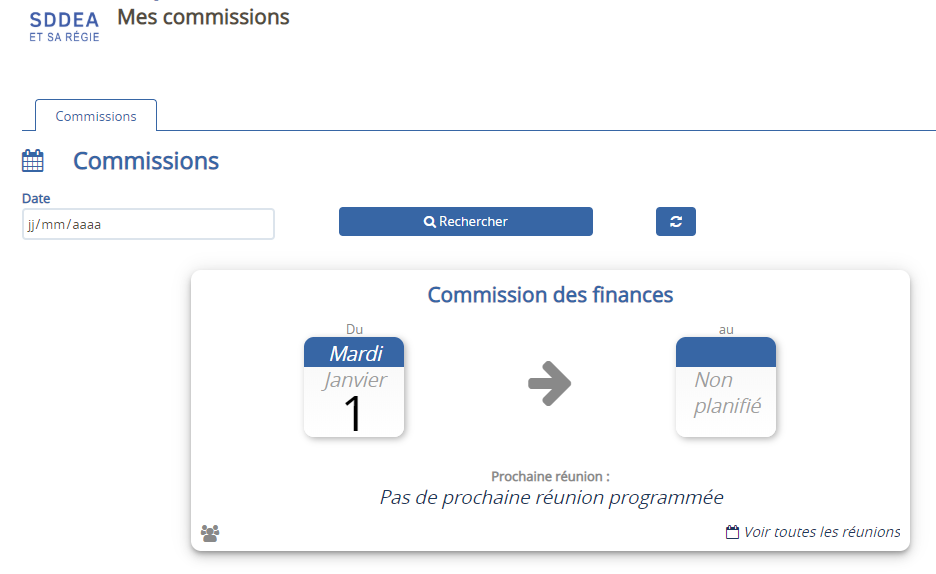 SDDEA
ET SA RÉGIE
Mes commissions
Commissions
Commissions
Date
jj/mm/aaaa
Rechercher
Commission des finances
Du
au
Mardi
Janvier
1
Non
planifié
Prochaine réunion :
Pas de prochaine réunion programmée
Voir toutes les réunions